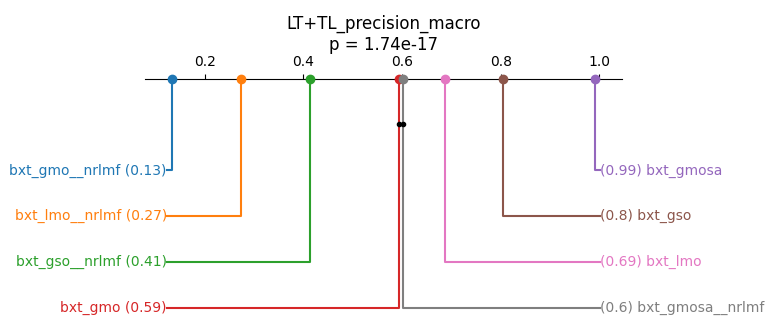 LT+TL_precision_macro
p = 1.74e-17
0.2 0.4 0.6 0.8 1.0
bxt_gmo__nrlmf (0.13) (0.99) bxt_gmosa
bxt_lmo__nrlmf (0.27) (0.8) bxt_gso
bxt_gso__nrlmf (0.41) (0.69) bxt_lmo
bxt_gmo (0.59) (0.6) bxt_gmosa__nrlmf